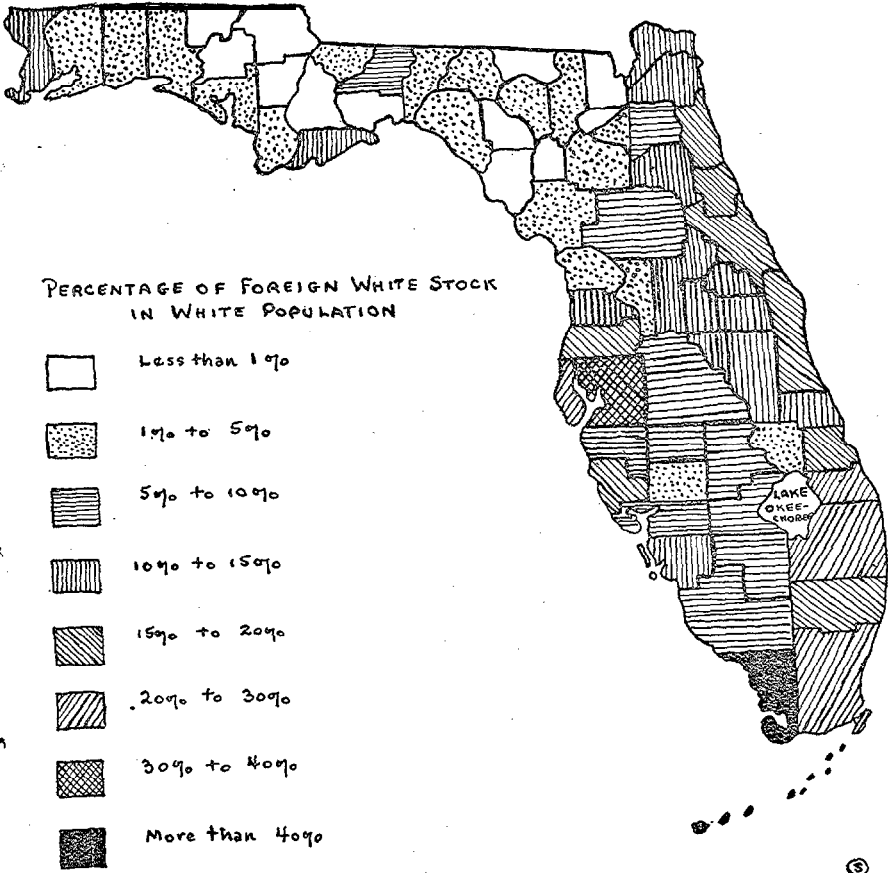 PERCENTAGE OF FOREIGN WHITE STOCK
IN WHITE POPULATION
Less than 1%
1% to 5%
5% to 10%
10% to 15%
15% to 20%
20% to 30%
30% to 40%
More than 40%
LAKE
OKEE-
CHOBEE
(S)